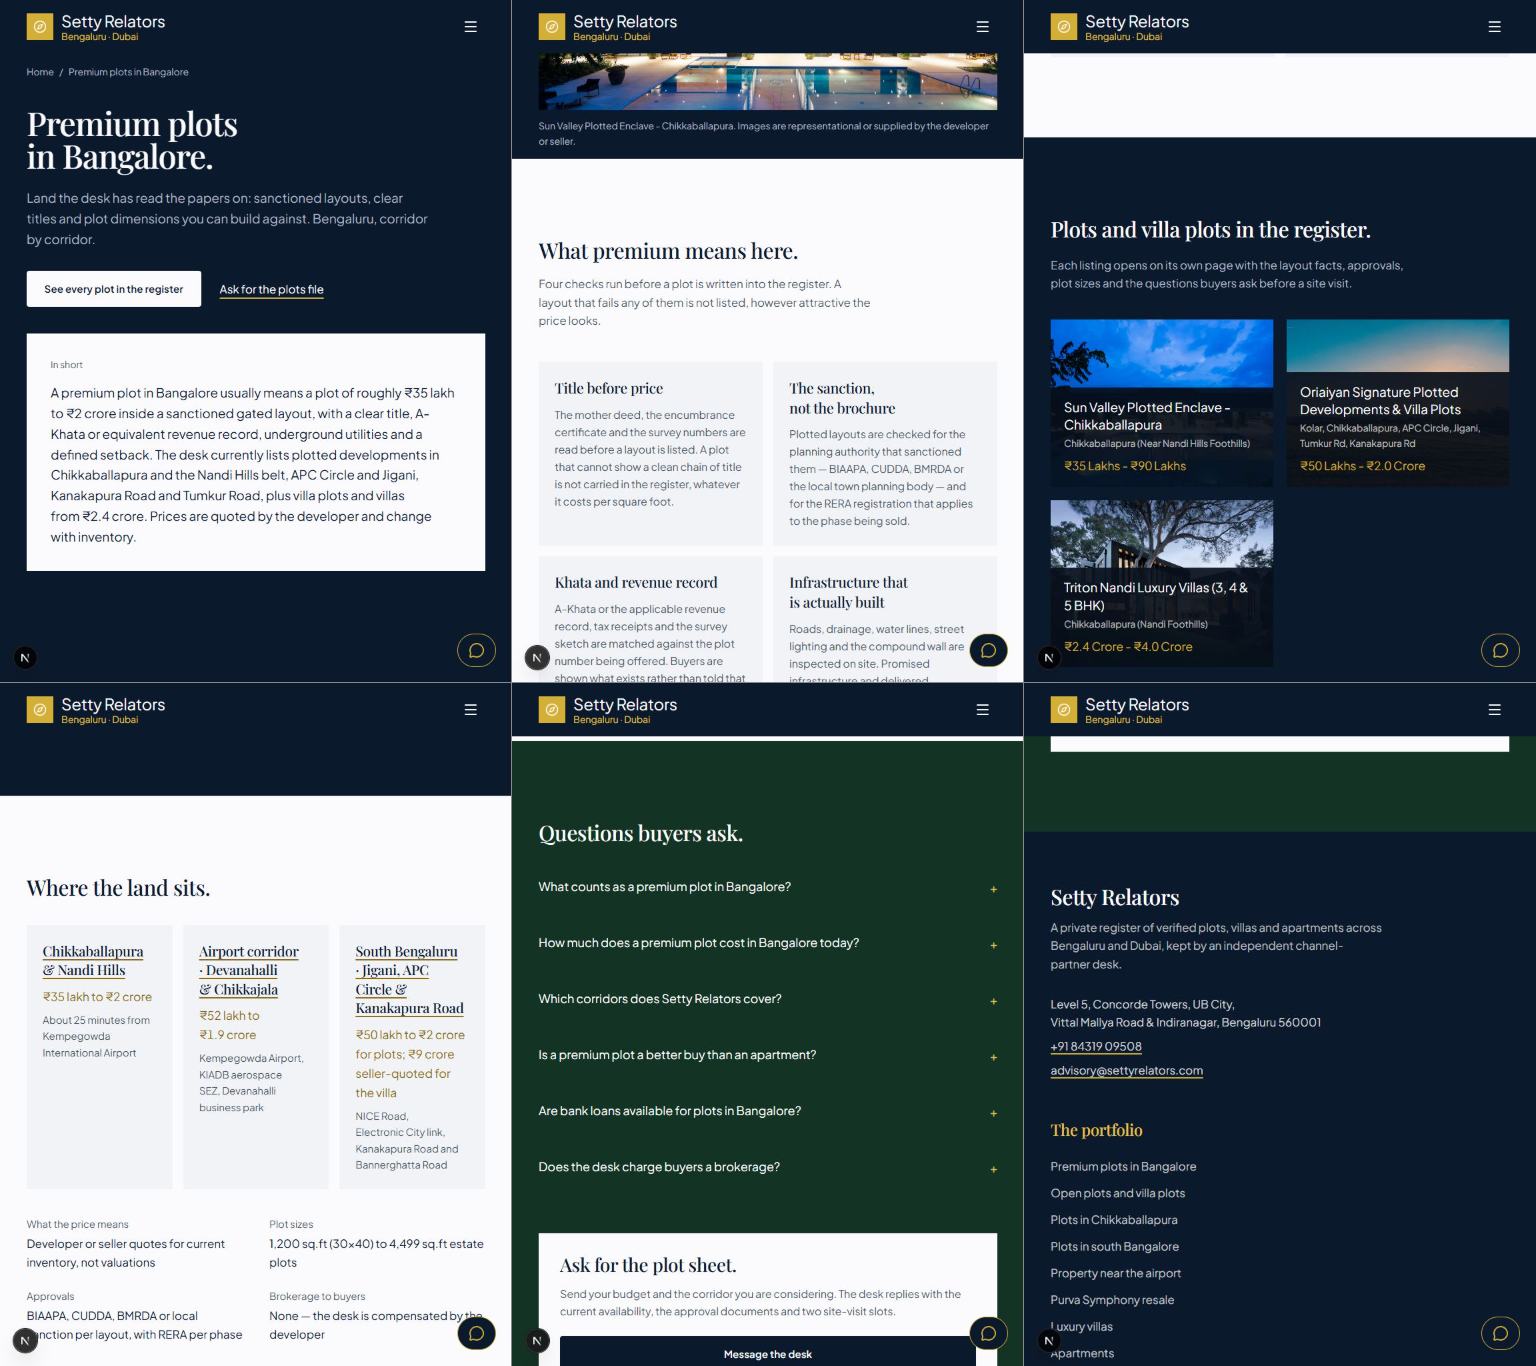 Setty Relators
Bengaluru · Dubai
Home / Premium plots in Bangalore
Premium plots
in Bangalore.
Land the desk has read the papers on: sanctioned layouts, clear
titles and plot dimensions you can build against. Bengaluru, corridor
by corridor.
See every plot in the register
Ask for the plots file
In short
A premium plot in Bangalore usually means a plot of roughly ₹35 lakh
to ₹2 crore inside a sanctioned gated layout, with a clear title, A-
Khata or equivalent revenue record, underground utilities and a
defined setback. The desk currently lists plotted developments in
Chikkaballapura and the Nandi Hills belt, APC Circle and Jigani,
Kanakapura Road and Tumkur Road, plus villa plots and villas
from ₹2.4 crore. Prices are quoted by the developer and change
with inventory.
N
Setty Relators
Bengaluru · Dubai
Sun Valley Plotted Enclave - Chikkaballapura. Images are representational or supplied by the developer
or seller.
What premium means here.
Four checks run before a plot is written into the register. A
layout that fails any of them is not listed, however attractive the
price looks.
Title before price
The mother deed, the encumbrance
certificate and the survey numbers are
read before a layout is listed. A plot
that cannot show a clean chain of title
is not carried in the register, whatever
it costs per square foot.
The sanction,
not the brochure
Plotted layouts are checked for the
planning authority that sanctioned
them — BIAAPA, CUDDA, BMRDA or
the local town planning body — and
for the RERA registration that applies
to the phase being sold.
Khata and revenue record
A-Khata or the applicable revenue
record, tax receipts and the survey
sketch are matched against the plot
number being offered. Buyers are
shown what exists rather than told that
Infrastructure that
is actually built
Roads, drainage, water lines, street
lighting and the compound wall are
inspected on site. Promised
infrastructure and delivered
N
Setty Relators
Bengaluru · Dubai
Plots and villa plots in the register.
Each listing opens on its own page with the layout facts, approvals,
plot sizes and the questions buyers ask before a site visit.
Sun Valley Plotted Enclave -
Chikkaballapura
Chikkaballapura (Near Nandi Hills Foothills)
₹35 Lakhs - ₹90 Lakhs
Oriaiyan Signature Plotted
Developments & Villa Plots
Kolar, Chikkaballapura, APC Circle, Jigani,
Tumkur Rd, Kanakapura Rd
₹50 Lakhs - ₹2.0 Crore
Triton Nandi Luxury Villas (3, 4 &
5 BHK)
Chikkaballapura (Nandi Foothills)
₹2.4 Crore - ₹4.0 Crore
N
Setty Relators
Bengaluru · Dubai
Where the land sits.
Chikkaballapura
& Nandi Hills
₹35 lakh to ₹2 crore
About 25 minutes from
Kempegowda
International Airport
Airport corridor
· Devanahalli
& Chikkajala
₹52 lakh to
₹1.9 crore
Kempegowda Airport,
KIADB aerospace
SEZ, Devanahalli
business park
South Bengaluru
· Jigani, APC
Circle &
Kanakapura Road
₹50 lakh to ₹2 crore
for plots; ₹9 crore
seller-quoted for
the villa
NICE Road,
Electronic City link,
Kanakapura Road and
Bannerghatta Road
What the price means
Developer or seller quotes for current
inventory, not valuations
Plot sizes
1,200 sq.ft (30×40) to 4,499 sq.ft estate
plots
Approvals
BIAAPA, CUDDA, BMRDA or local
sanction per layout, with RERA per phase
Brokerage to buyers
None — the desk is compensated by the
developer
N
Setty Relators
Bengaluru · Dubai
Questions buyers ask.
What counts as a premium plot in Bangalore? +
How much does a premium plot cost in Bangalore today? +
Which corridors does Setty Relators cover? +
Is a premium plot a better buy than an apartment? +
Are bank loans available for plots in Bangalore? +
Does the desk charge buyers a brokerage? +
Ask for the plot sheet.
Send your budget and the corridor you are considering. The desk replies with the
current availability, the approval documents and two site-visit slots.
Message the desk
N
Setty Relators
Bengaluru · Dubai
Setty Relators
A private register of verified plots, villas and apartments across
Bengaluru and Dubai, kept by an independent channel-
partner desk.
Level 5, Concorde Towers, UB City,
Vittal Mallya Road & Indiranagar, Bengaluru 560001
+91 84319 09508
advisory@settyrelators.com
The portfolio
Premium plots in Bangalore
Open plots and villa plots
Plots in Chikkaballapura
Plots in south Bangalore
Property near the airport
Purva Symphony resale
Luxury villas
Apartments
N